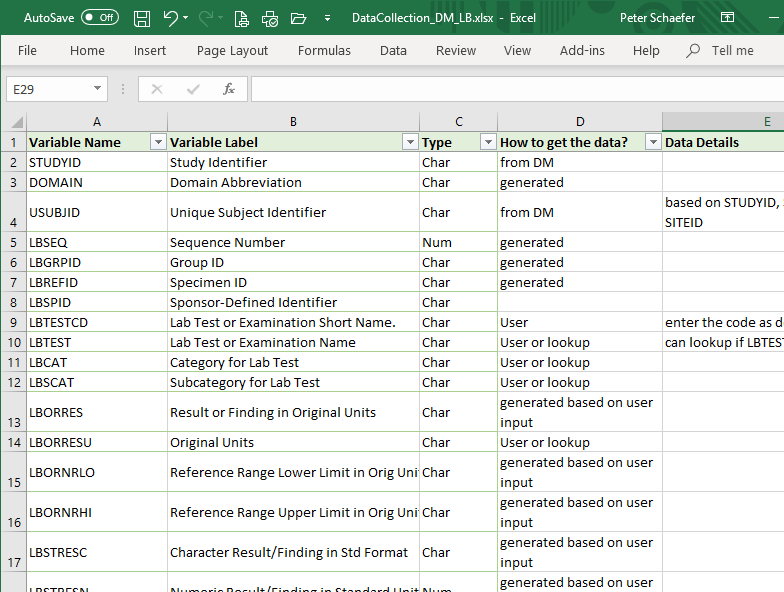 AutoSave Off DataCollection_DM_LB.xlsx - Excel Peter Schaefer
File Home Insert Page Layout Formulas Data Review View Add-ins Help Tell me
E29 fx
A B C D E
1 Variable Name Variable Label Type How to get the data? Data Details
2 STUDYID Study Identifier Char from DM
3 DOMAIN Domain Abbreviation Char generated
4 USUBJID Unique Subject Identifier Char from DM based on STUDYID,
SITEID
5 LBSEQ Sequence Number Num generated
6 LBGRPID Group ID Char generated
7 LBREFID Specimen ID Char generated
8 LBSPID Sponsor-Defined Identifier Char
9 LBTESTCD Lab Test or Examination Short Name. Char User enter the code as
10 LBTEST Lab Test or Examination Name Char User or lookup can lookup if LBTES
11 LBCAT Category for Lab Test Char User or lookup
12 LBSCAT Subcategory for Lab Test Char User or lookup
13 LBORRES Result or Finding in Original Units Char generated based on user
input
14 LBORRESU Original Units Char User or lookup
15 LBORNRLO Reference Range Lower Limit in Orig Uni Char generated based on user
input
16 LBORNRHI Reference Range Upper Limit in Orig Uni Char generated based on user
input
17 LBSTRESC Character Result/Finding in Std Format Char generated based on user
input
LBSTRESN Numeric Result/Finding in Standard Unit Num generated based on user